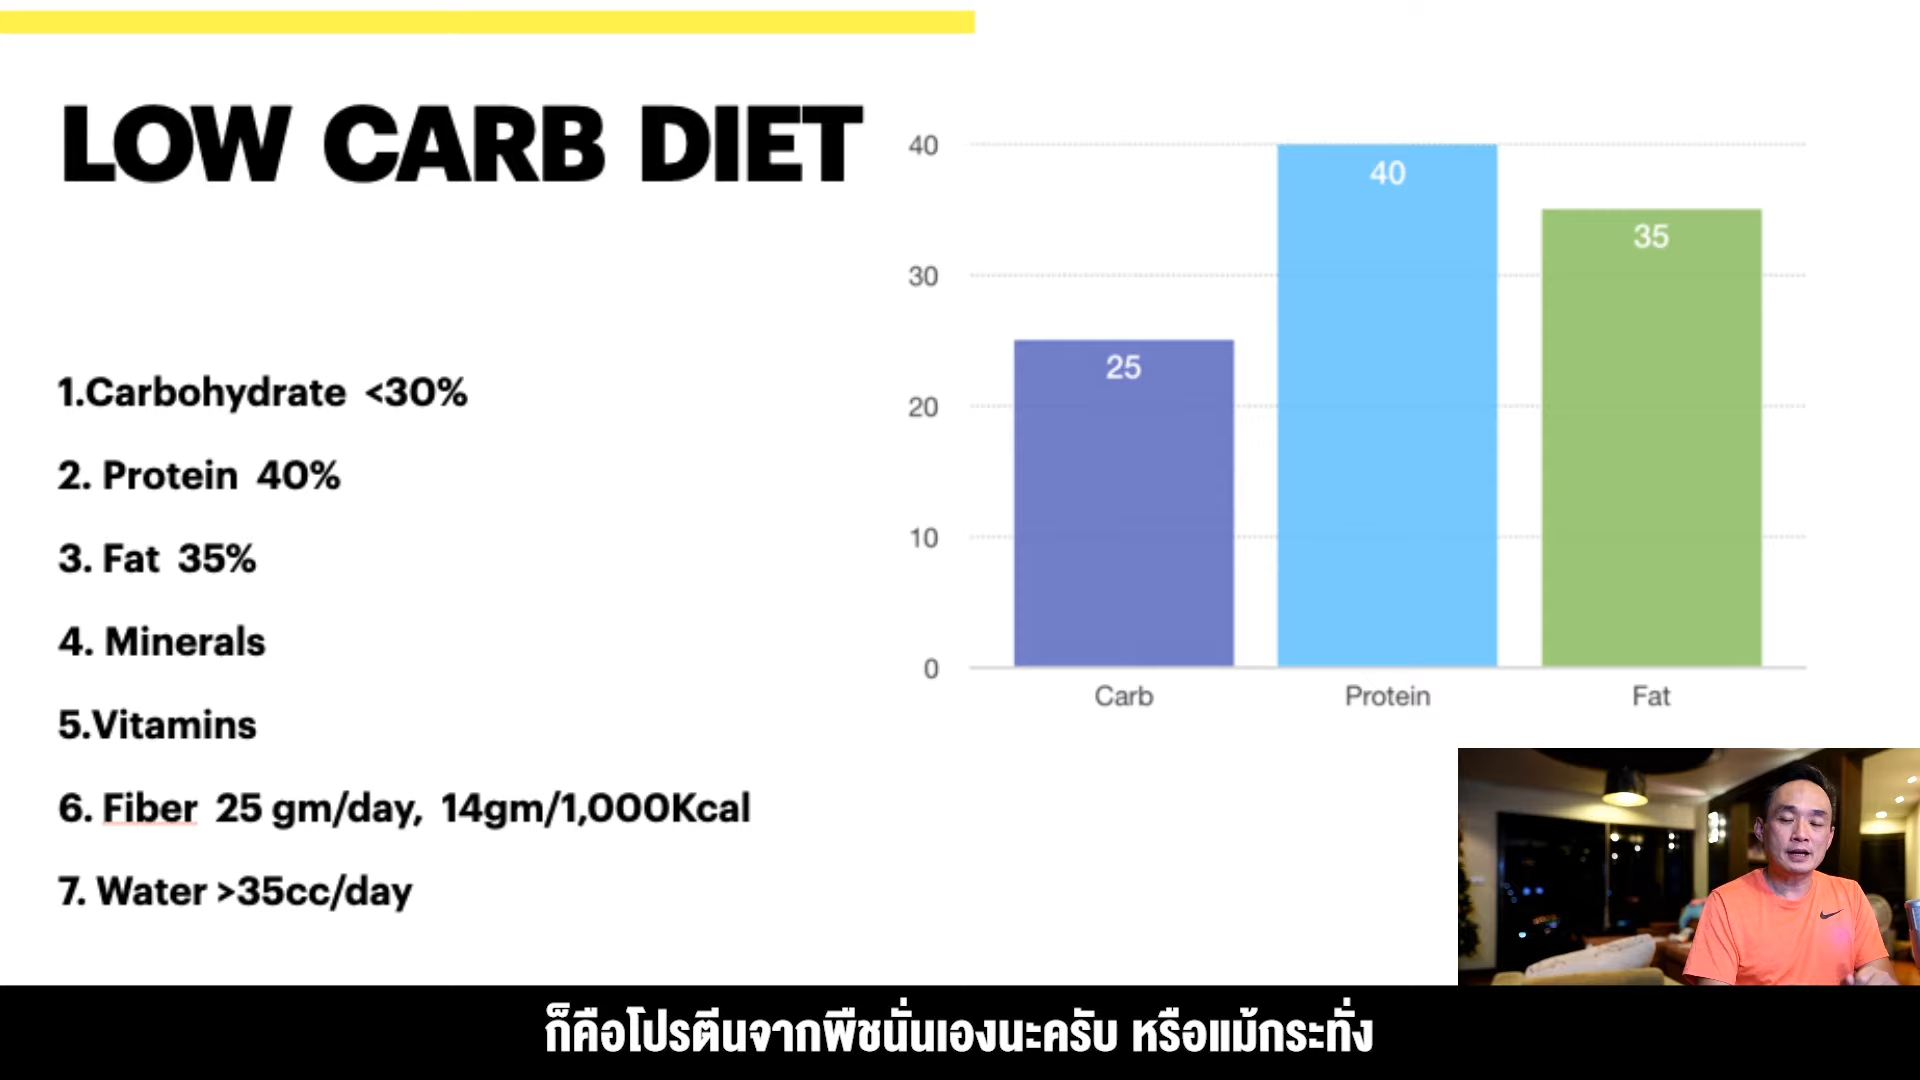 LOW CARB DIET
1.Carbohydrate <30%
2. Protein 40%
3. Fat 35%
4. Minerals
5.Vitamins
6. Fiber 25 gm/day, 14gm/1,000Kcal
7. Water >35cc/day
40
30
20
10
0
25
40
35
Carb
Protein
Fat
ก็คือโปรตีนจากพืชนั่นเองนะครับ หรือแม้กระทั่ง